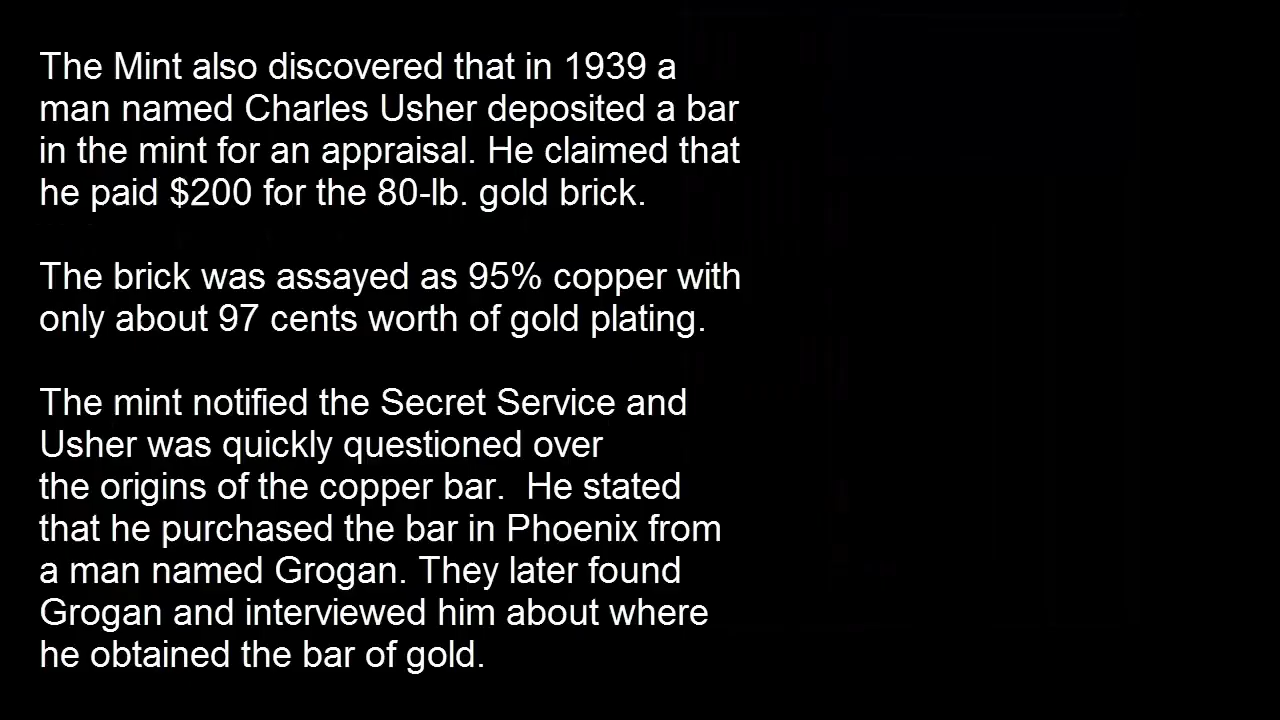 The Mint also discovered that in 1939 a
man named Charles Usher deposited a bar
in the mint for an appraisal. He claimed that
he paid $200 for the 80-lb. gold brick.
The brick was assayed as 95% copper with
only about 97 cents worth of gold plating.
The mint notified the Secret Service and
Usher was quickly questioned over
the origins of the copper bar.  He stated
that he purchased the bar in Phoenix from
a man named Grogan. They later found
Grogan and interviewed him about where
he obtained the bar of gold.